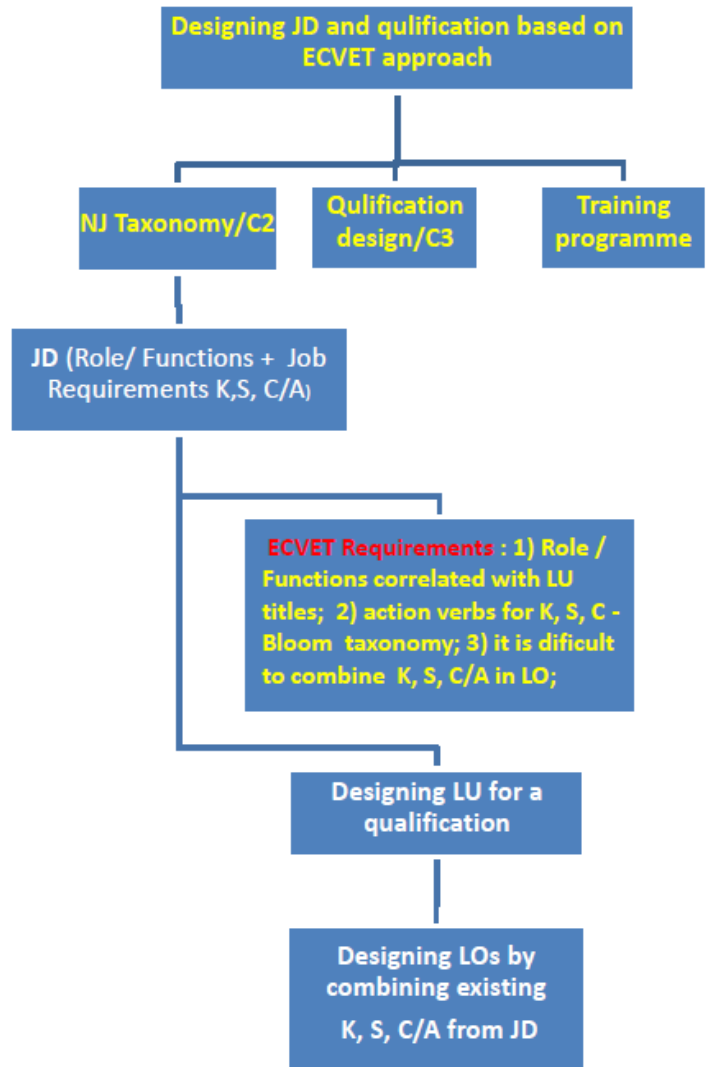 Designing JD and qulification based on
ECVET approach
NJ Taxonomy/C2
Qulification
design/C3
Training
programme
JD (Role/ Functions + Job
Requirements K,S, C/A)
ECVET Requirements : 1) Role /
Functions correlated with LU
titles; 2) action verbs for K, S, C -
Bloom taxonomy; 3) it is dificult
to combine K, S, C/A in LO;
Designing LU for a
qualification
Designing LOs by
combining existing
K, S, C/A from JD